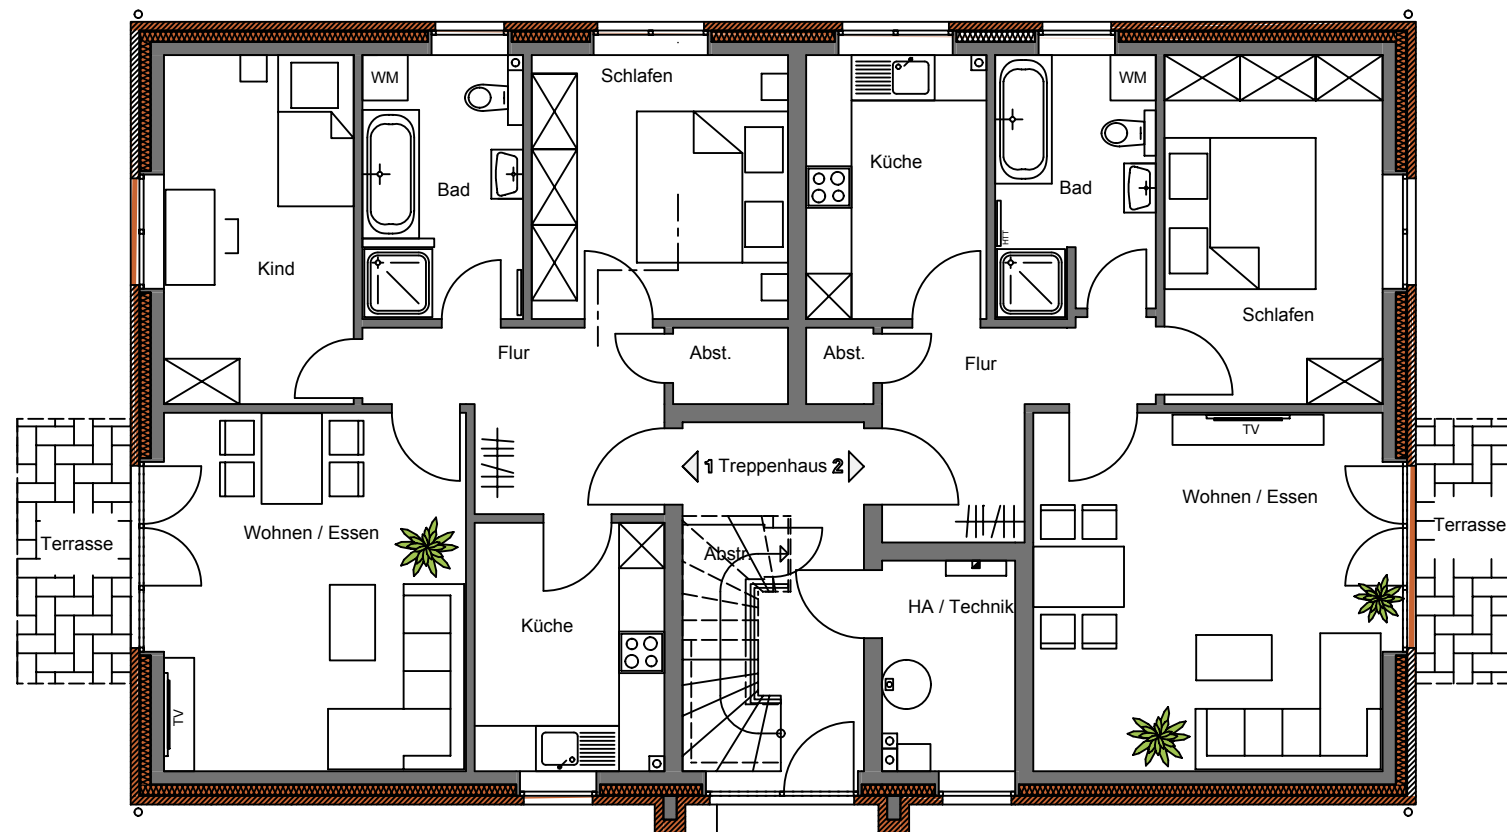 WM
Schlafen
WM
Küche
Bad
Bad
HTT
Kind
Schlafen
Flur
Abst.
Abst.
Flur
TV
1 Treppenhaus 2
Wohnen / Essen
Wohnen / Essen
Terrasse
Terrasse
Abstr.
HA / Technik
Küche
TV